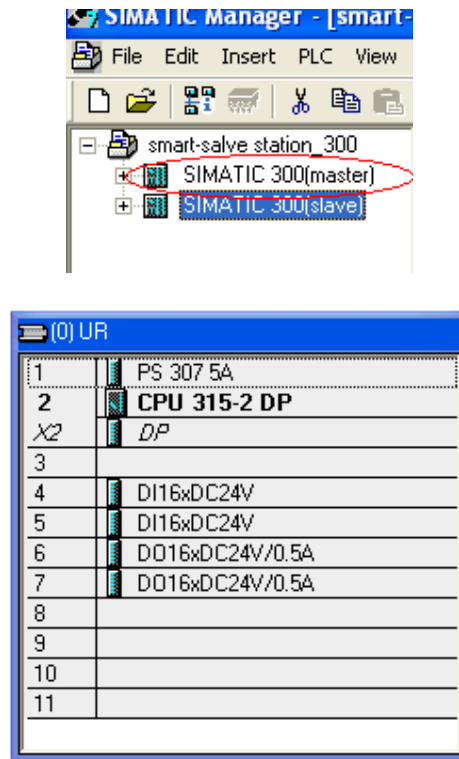 SIMATIC Manager - [smart-
File Edit Insert PLC View
smart-salve station_300
SIMATIC 300(master)
SIMATIC 300(slave)
(0) UR
1 PS 307 5A
2 CPU 315-2 DP
X2 DP
3
4 DI16xDC24V
5 DI16xDC24V
6 DO16xDC24V/0.5A
7 DO16xDC24V/0.5A
8
9
10
11